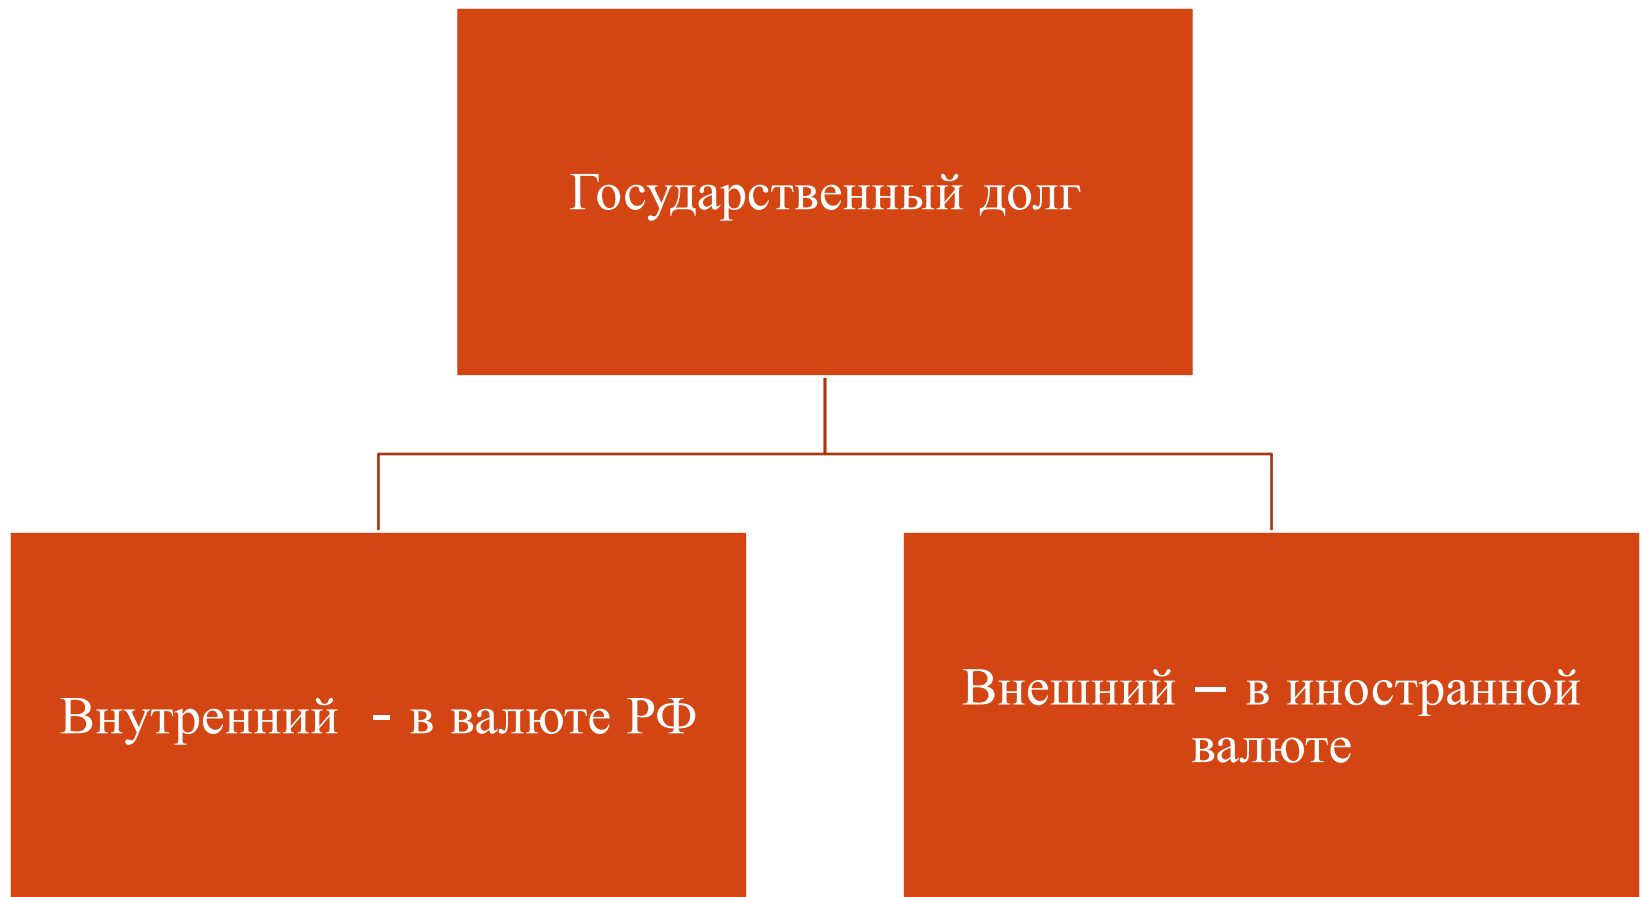 Государственный долг
Внутренний  - в валюте РФ
Внешний – в иностранной
валюте